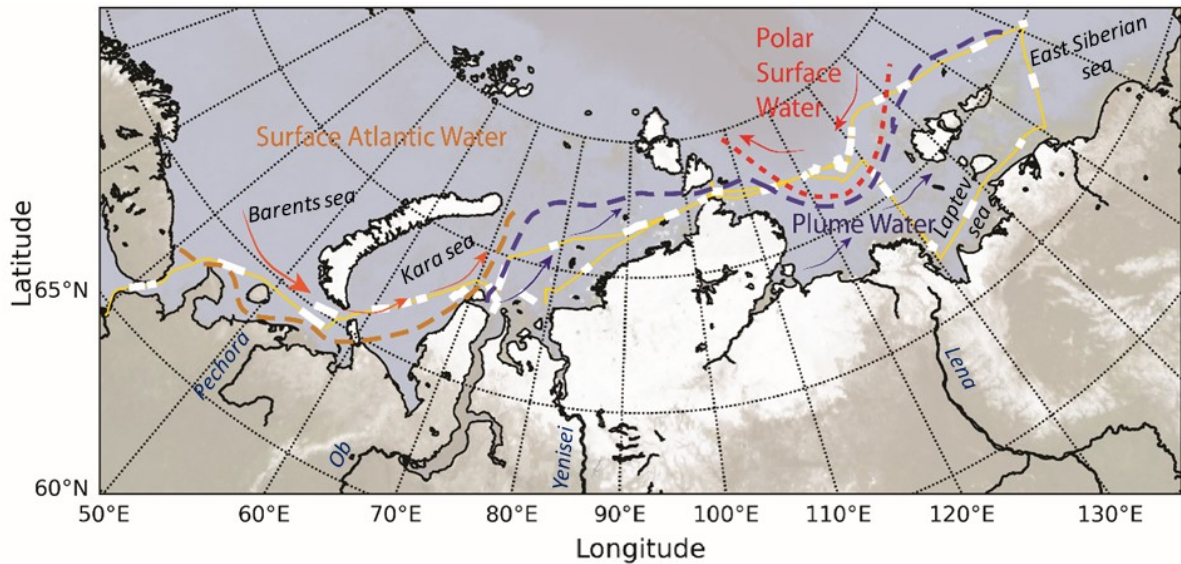 Polar
Surface
Water
East Siberian
sea
Surface Atlantic Water
Barents sea
Kara sea
Plume Water
Laptev
sea
Latitude
65°N
60°N
Pechora
Ob
Yenisei
Lena
50°E
60°E
70°E
80°E
90°E
100°E
110°E
120°E
130°E
Longitude